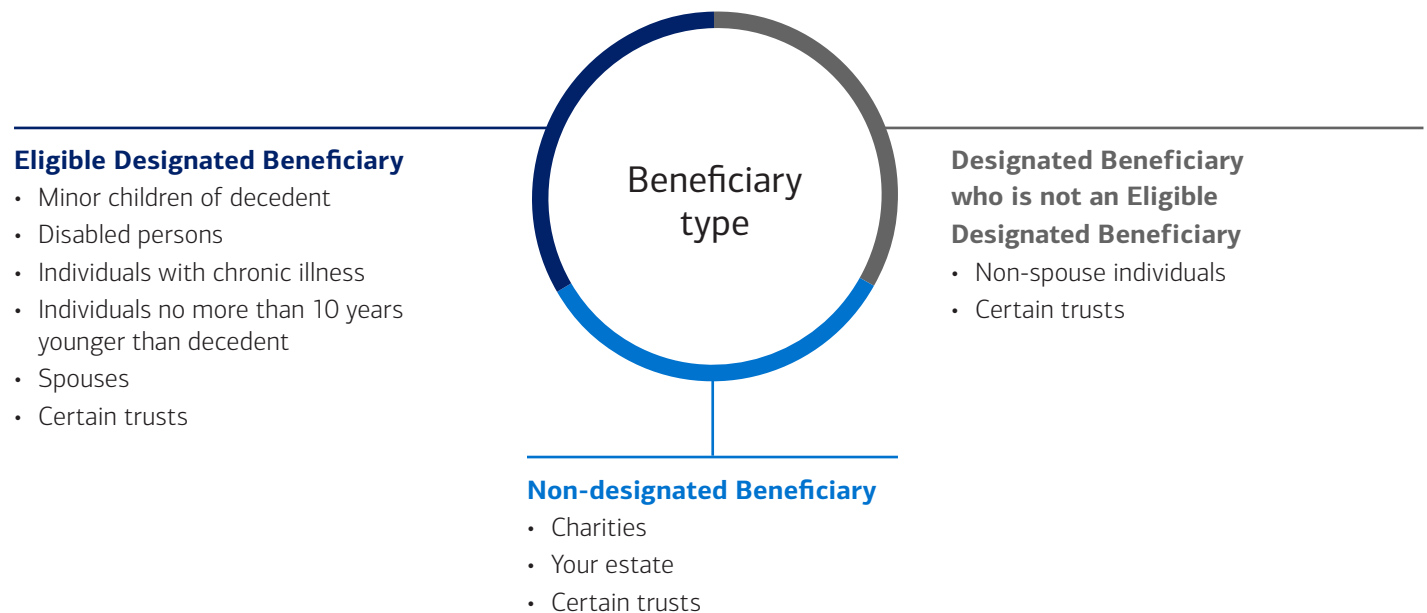 Beneficiary
type
Eligible Designated Beneficiary
• Minor children of decedent
• Disabled persons
• Individuals with chronic illness
• Individuals no more than 10 years
younger than decedent
• Spouses
• Certain trusts
Designated Beneficiary
who is not an Eligible
Designated Beneficiary
• Non-spouse individuals
• Certain trusts
Non-designated Beneficiary
• Charities
• Your estate
• Certain trusts